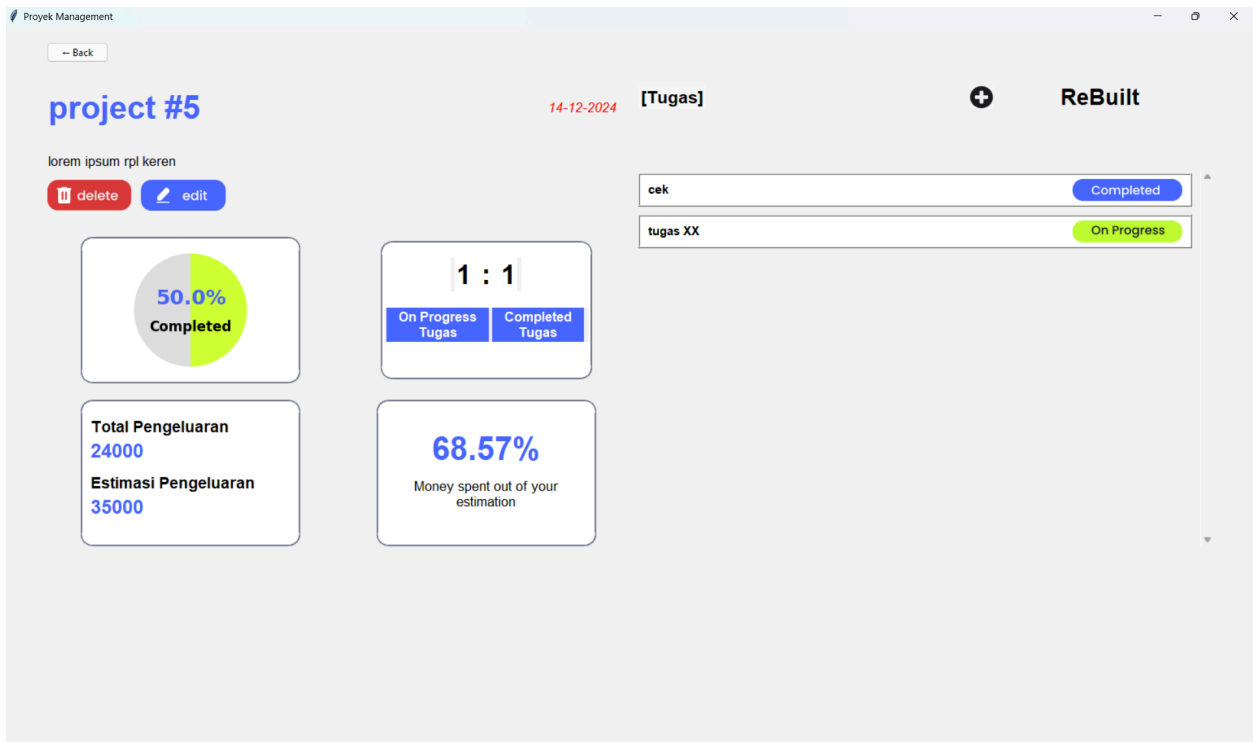 Proyek Management
← Back
project #5
14-12-2024
lorem ipsum rpl keren
delete
edit
50.0%
Completed
1 : 1
On Progress
Tugas
Completed
Tugas
Total Pengeluaran
24000
Estimasi Pengeluaran
35000
68.57%
Money spent out of your
estimation
[Tugas]
ReBuilt
cek
Completed
tugas XX
On Progress